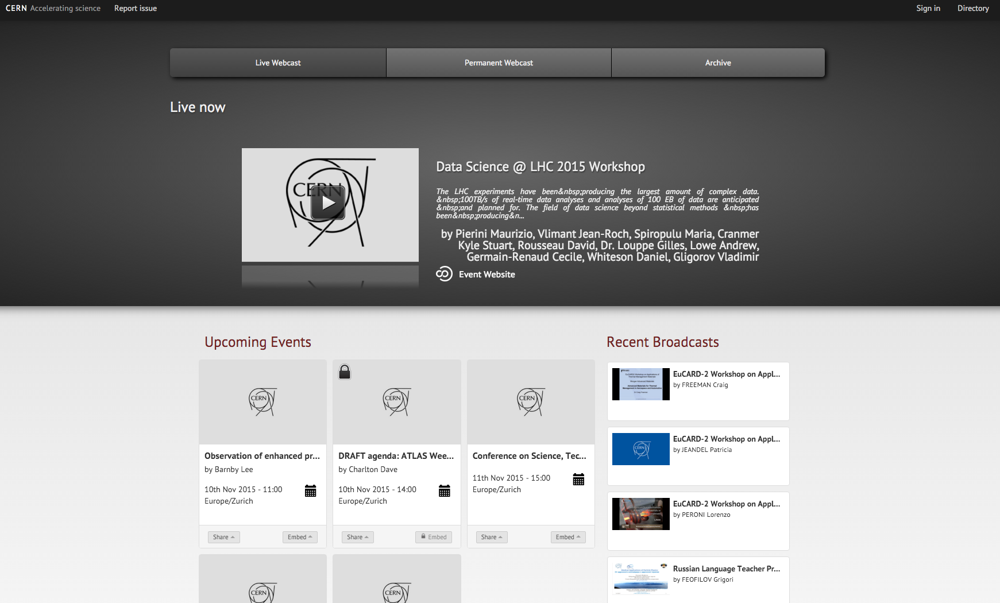 CERN Accelerating science
Report issue
Sign in
Directory
Live Webcast
Permanent Webcast
Archive
Live now
CERN
Data Science @ LHC 2015 Workshop
The LHC experiments have been&nbsp;producing the largest amount of complex data.
&nbsp;100TB/s of real-time data analyses and analyses of 100 EB of data are anticipated
&nbsp;and planned for. The field of data science beyond statistical methods &nbsp;has
been&nbsp;producing&n...
by Pierini Maurizio, Vlimant Jean-Roch, Spiropulu Maria, Cranmer
Kyle Stuart, Rousseau David, Dr. Louppe Gilles, Lowe Andrew,
Germain-Renaud Cecile, Whiteson Daniel, Gligorov Vladimir
Event Website
Upcoming Events
CERN
Observation of enhanced pr...
by Barnby Lee
10th Nov 2015 - 11:00
Europe/Zurich
Share
Embed
CERN
DRAFT agenda: ATLAS Wee...
by Charlton Dave
10th Nov 2015 - 14:00
Europe/Zurich
Share
Embed
CERN
Conference on Science, Tec...
11th Nov 2015 - 15:00
Europe/Zurich
Share
Embed
CERN
CERN
Recent Broadcasts
EuCARD-2 Workshop on Appl...
by FREEMAN Craig
CERN
EuCARD-2 Workshop on Appl...
by JEANDEL Patricia
EuCARD-2 Workshop on Appl...
by PERONI Lorenzo
Russian Language Teacher Pr...
by FEOFILOV Grigori